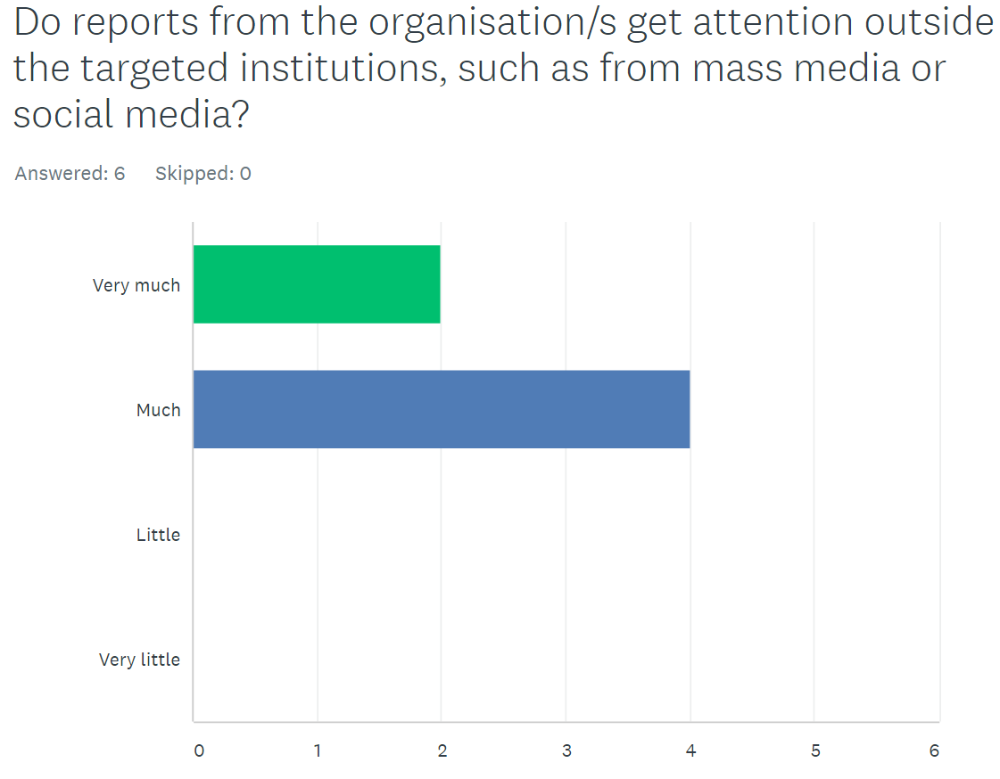 Do reports from the organisation/s get attention outside
the targeted institutions, such as from mass media or
social media?
Answered: 6 Skipped: 0
Very much
Much
Little
Very little
0 1 2 3 4 5 6